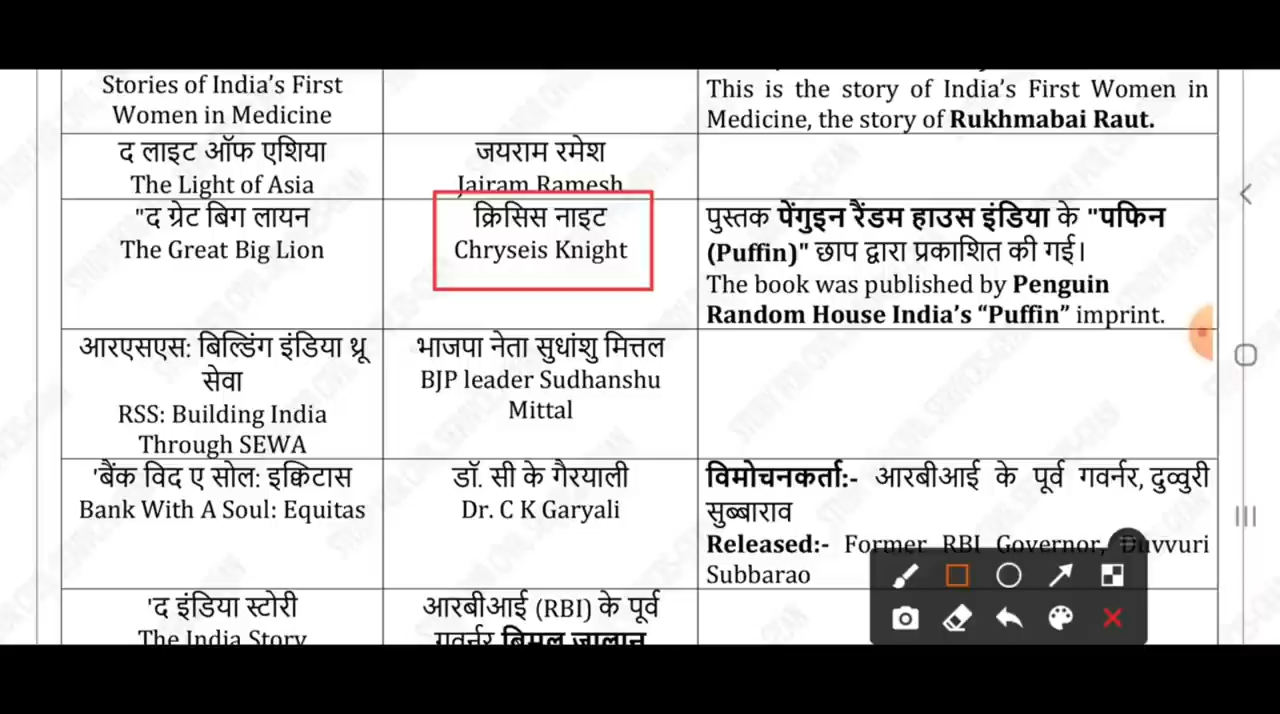 Stories of India's First
Women in Medicine
This is the story of India's First Women in
Medicine, the story of Rukhmabai Raut.
द लाइट ऑफ एशिया
The Light of Asia
जयराम रमेश
Jairam Ramesh
"द ग्रेट बिग लायन
The Great Big Lion
क्रिसिस नाइट
Chryseis Knight
पुस्तक पेंगुइन रैंडम हाउस इंडिया के "पफिन
(Puffin)" छाप द्वारा प्रकाशित की गई।
The book was published by Penguin
Random House India's “Puffin” imprint.
आरएसएस: बिल्डिंग इंडिया थ्रू
सेवा
RSS: Building India
Through SEWA
भाजपा नेता सुधांशु मित्तल
BJP leader Sudhanshu
Mittal
'बैंक विद ए सोल: इक्विटास
Bank With A Soul: Equitas
डॉ. सी के गैरयाली
Dr. C K Garyali
विमोचनकर्ता:- आरबीआई के पूर्व गवर्नर, दुव्वुरी
सुब्बाराव
Released:- Former RBI Governor, Duvvuri
Subbarao
'द इंडिया स्टोरी
The India Story
आरबीआई (RBI) के पूर्व
गवर्नर बिमल जालान